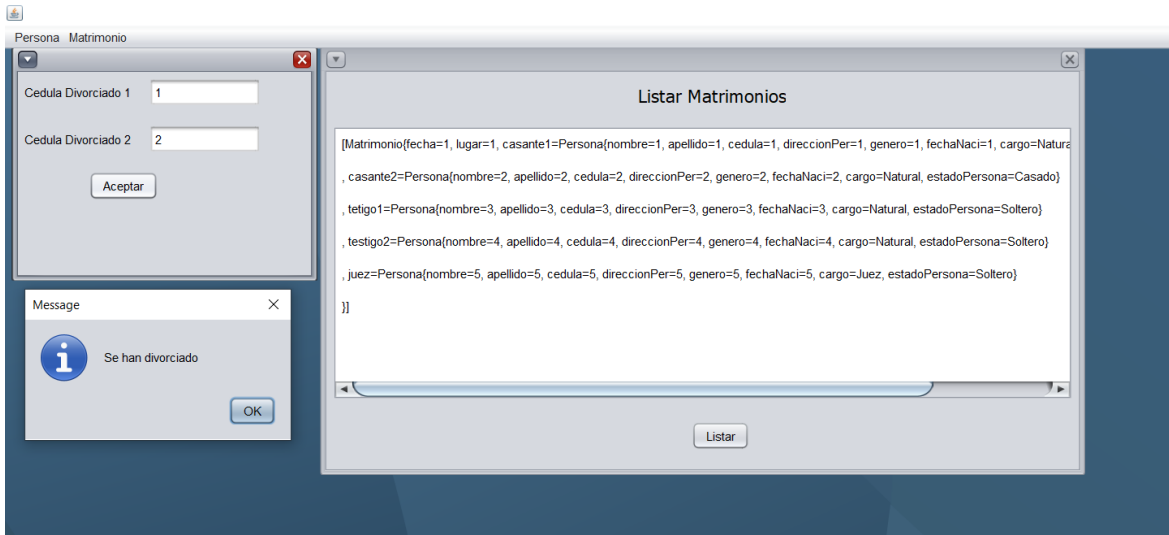 Persona Matrimonio
Cedula Divorciado 1 1
Cedula Divorciado 2 2
Aceptar
Message
Se han divorciado
OK
Listar Matrimonios
[Matrimonio{fecha=1, lugar=1, casante1=Persona{nombre=1, apellido=1, cedula=1, direccionPer=1, genero=1, fechaNaci=1, cargo=Natura
, casante2=Persona{nombre=2, apellido=2, cedula=2, direccionPer=2, genero=2, fechaNaci=2, cargo=Natural, estadoPersona=Casado}
, tetigo1=Persona{nombre=3, apellido=3, cedula=3, direccionPer=3, genero=3, fechaNaci=3, cargo=Natural, estadoPersona=Soltero}
, testigo2=Persona{nombre=4, apellido=4, cedula=4, direccionPer=4, genero=4, fechaNaci=4, cargo=Natural, estadoPersona=Soltero}
, juez=Persona{nombre=5, apellido=5, cedula=5, direccionPer=5, genero=5, fechaNaci=5, cargo=Juez, estadoPersona=Soltero}
}]
Listar